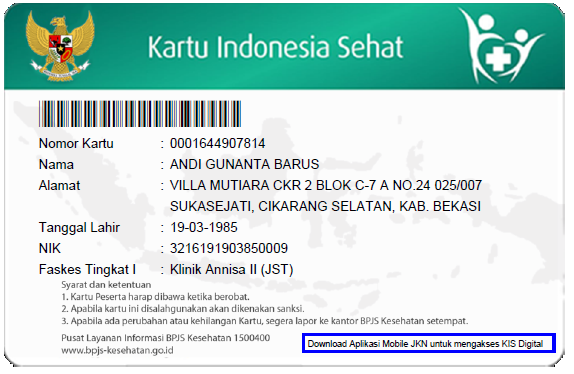 Kartu Indonesia Sehat
Nomor Kartu : 0001644907814
Nama : ANDI GUNANTA BARUS
Alamat : VILLA MUTIARA CKR 2 BLOK C-7 A NO.24 025/007
SUKASEJATI, CIKARANG SELATAN, KAB. BEKASI
Tanggal Lahir : 19-03-1985
NIK : 3216191903850009
Faskes Tingkat I : Klinik Annisa II (JST)
Syarat dan ketentuan
1. Kartu Peserta harap dibawa ketika berobat.
2. Apabila kartu ini disalahgunakan akan dikenakan sanksi.
3. Apabila ada perubahan atau kehilangan Kartu, segera lapor ke kantor BPJS Kesehatan setempat.
Pusat Layanan Informasi BPJS Kesehatan 1500400
www.bpjs-kesehatan.go.id
Download Aplikasi Mobile JKN untuk mengakses KIS Digital